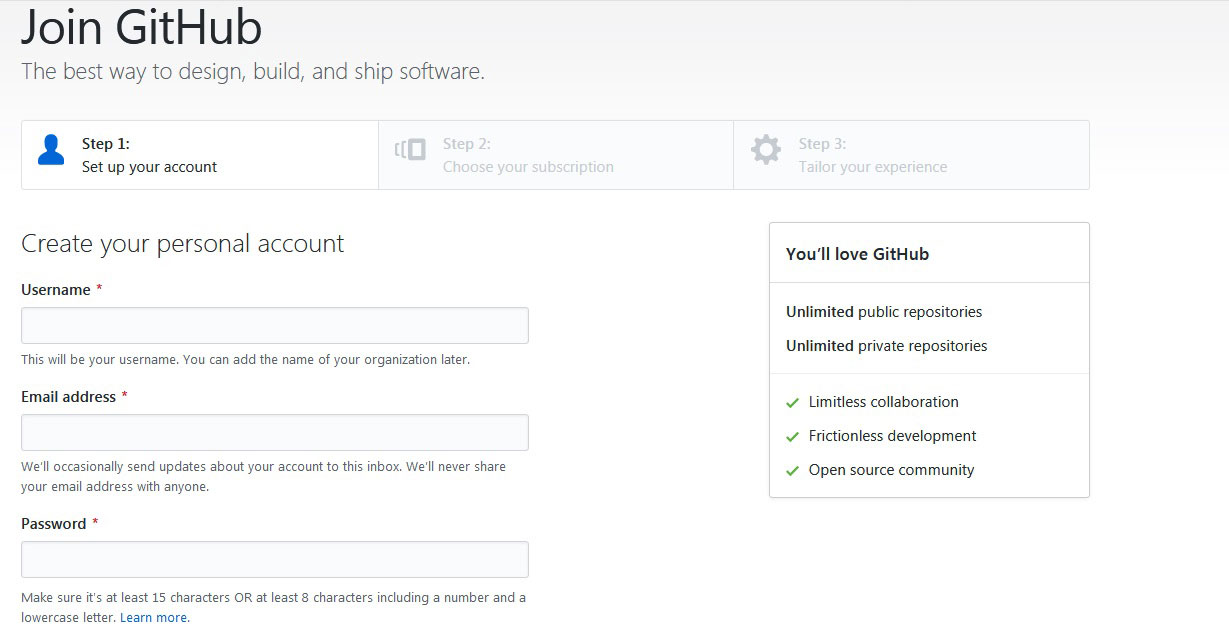 Join GitHub
The best way to design, build, and ship software.
Step 1:
Set up your account
Step 2:
Choose your subscription
Step 3:
Tailor your experience
Create your personal account
Username *
This will be your username. You can add the name of your organization later.
Email address *
We'll occasionally send updates about your account to this inbox. We'll never share
your email address with anyone.
Password *
Make sure it's at least 15 characters OR at least 8 characters including a number and a
lowercase letter. Learn more.
You'll love GitHub
Unlimited public repositories
Unlimited private repositories
Limitless collaboration
Frictionless development
Open source community